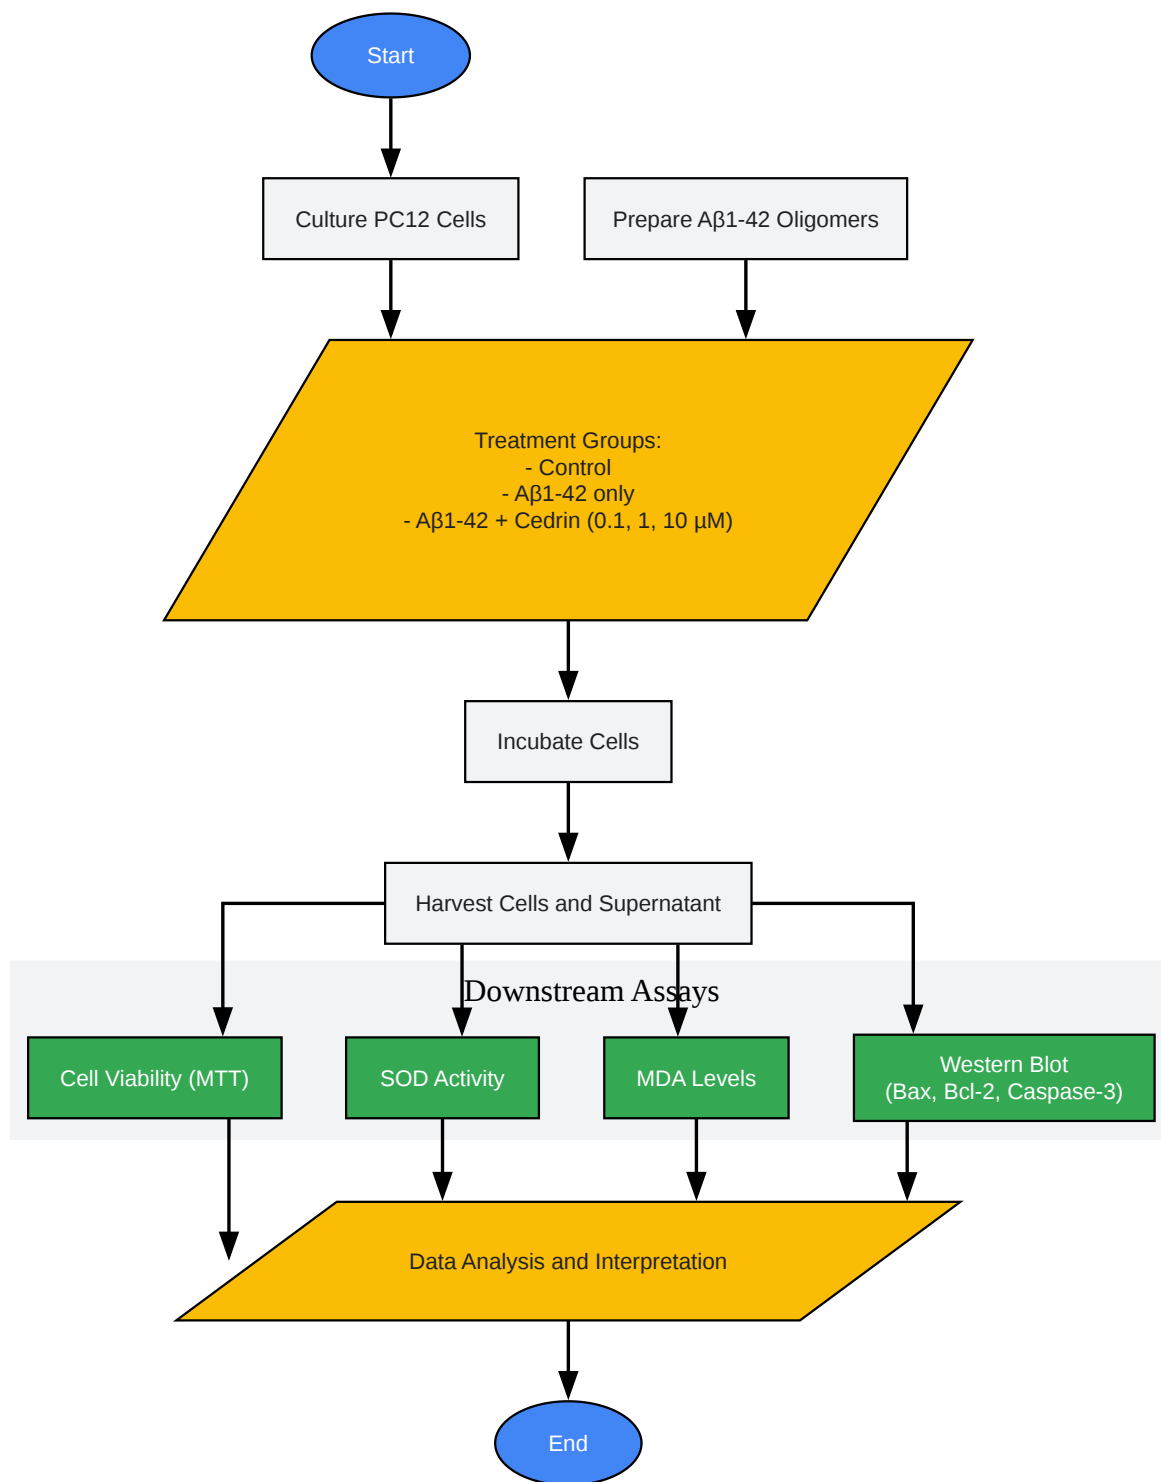 Start
Culture PC12 Cells
Prepare Aβ1-42 Oligomers
Treatment Groups:
- Control
- Aβ1-42 only
- Aβ1-42 + Cedrin (0.1, 1, 10 µM)
Incubate Cells
Harvest Cells and Supernatant
Downstream Assays
Cell Viability (MTT)
SOD Activity
MDA Levels
Western Blot
(Bax, Bcl-2, Caspase-3)
Data Analysis and Interpretation
End